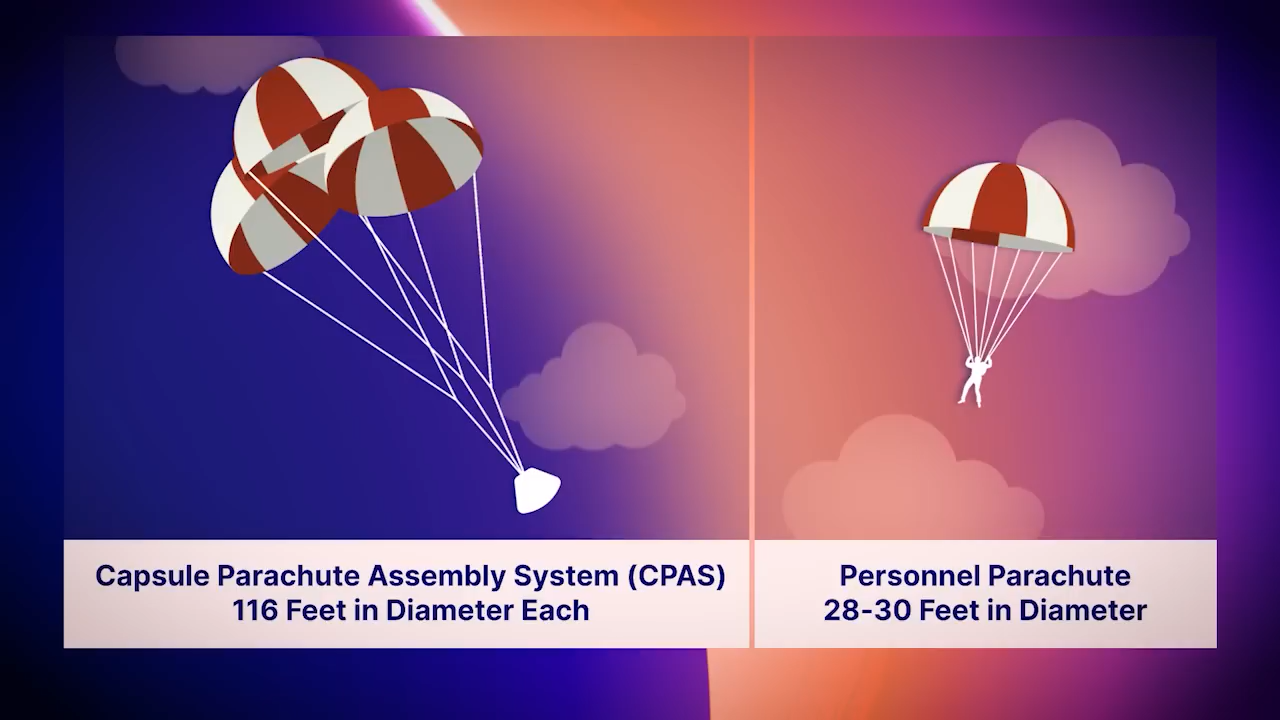 Capsule Parachute Assembly System (CPAS)
116 Feet in Diameter Each
Personnel Parachute
28-30 Feet in Diameter